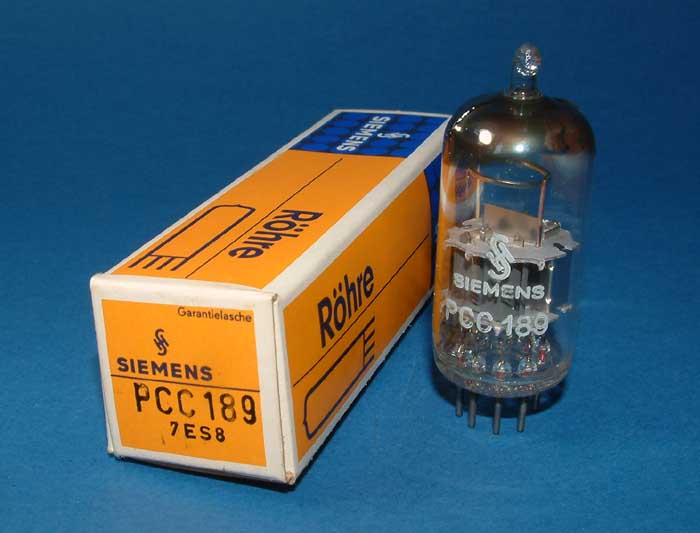 SIEMENS
Röhre
Röhre
Garantielasche
SIEMENS
PCC 189
7ES8
SIEMENS
PCC 189